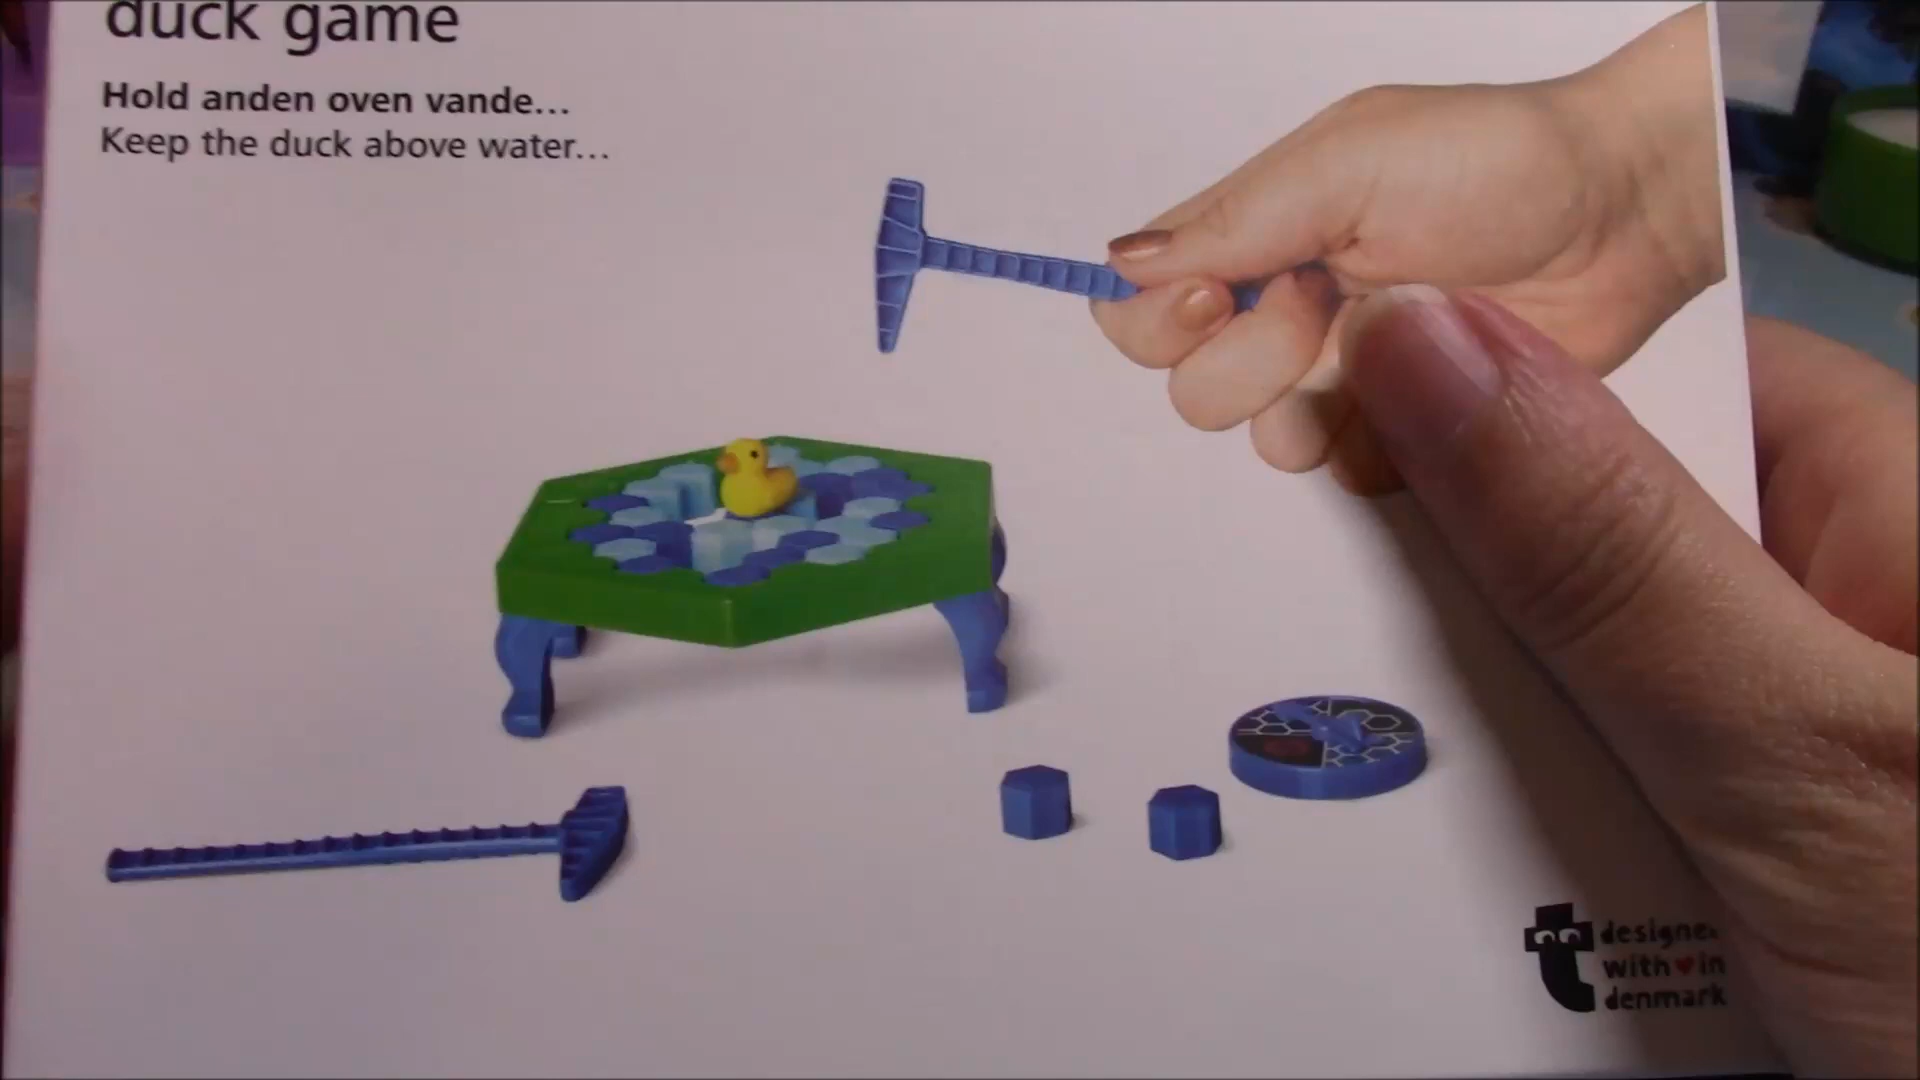 duck game
Hold anden oven vande...
Keep the duck above water...
designed
with ♥ in
denmark